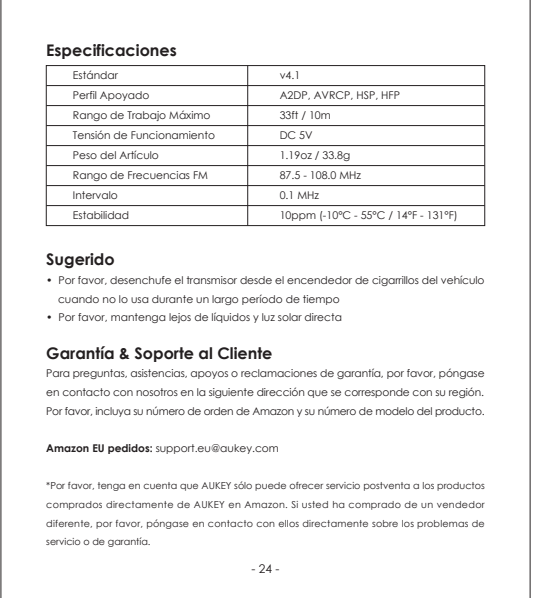 Especificaciones
Estándar v4.1
Perfil Apoyado A2DP, AVRCP, HSP, HFP
Rango de Trabajo Máximo 33ft / 10m
Tensión de Funcionamiento DC 5V
Peso del Artículo 1.19oz / 33.8g
Rango de Frecuencias FM 87.5 - 108.0 MHz
Intervalo 0.1 MHz
Estabilidad 10ppm (-10°C - 55°C / 14°F - 131°F)
Sugerido
• Por favor, desenchufe el transmisor desde el encendedor de cigarrillos del vehículo
cuando no lo usa durante un largo período de tiempo
• Por favor, mantenga lejos de líquidos y luz solar directa
Garantía & Soporte al Cliente
Para preguntas, asistencias, apoyos o reclamaciones de garantía, por favor, póngase
en contacto con nosotros en la siguiente dirección que se corresponde con su región.
Por favor, incluya su número de orden de Amazon y su número de modelo del producto.
Amazon EU pedidos: support.eu@aukey.com
*Por favor, tenga en cuenta que AUKEY sólo puede ofrecer servicio postventa a los productos
comprados directamente de AUKEY en Amazon. Si usted ha comprado de un vendedor
diferente, por favor, póngase en contacto con ellos directamente sobre los problemas de
servicio o de garantía.
- 24 -